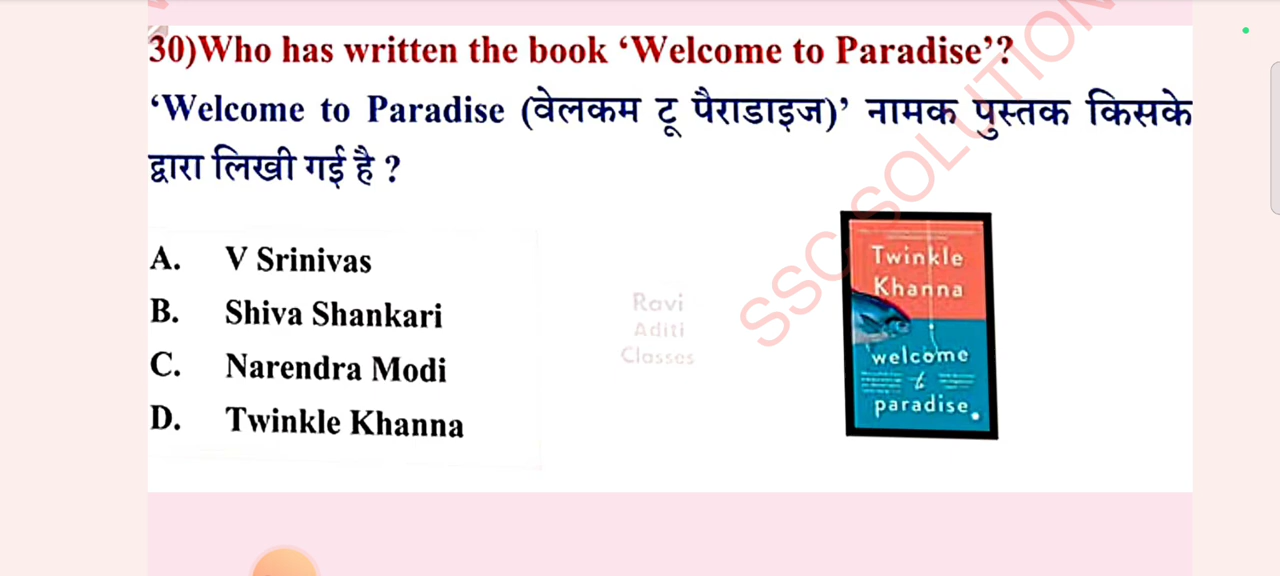 30)Who has written the book ‘Welcome to Paradise’?
‘Welcome to Paradise (वेलकम टू पैराडाइज)’ नामक पुस्तक किसके
द्वारा लिखी गई है ?
A. V Srinivas
B. Shiva Shankari
C. Narendra Modi
D. Twinkle Khanna
Ravi
Aditi
Classes
SSC SOLUTION
Twinkle
Khanna
welcome
to
paradise.